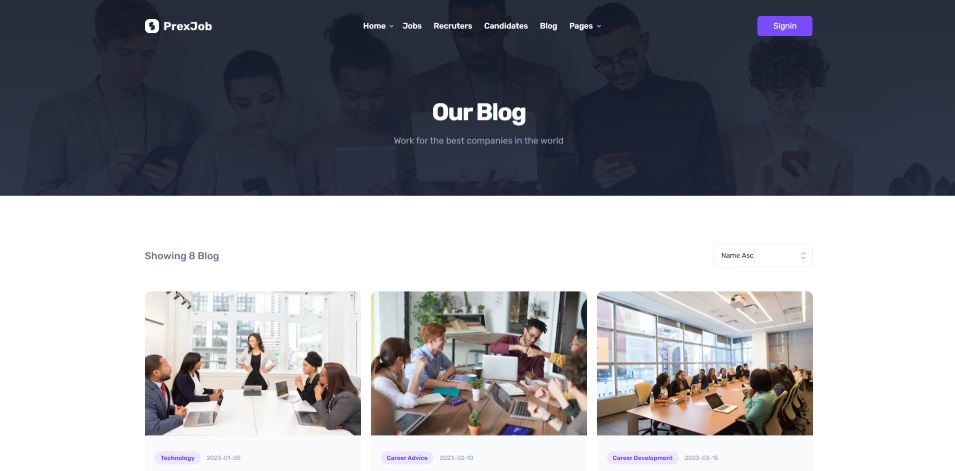 PrexJob
Home Jobs Recruters Candidates Blog Pages
Signin
Our Blog
Work for the best companies in the world
Showing 8 Blog
Name Asc
Technology 2023-01-05
Career Advice 2023-02-10
Career Development 2023-03-15